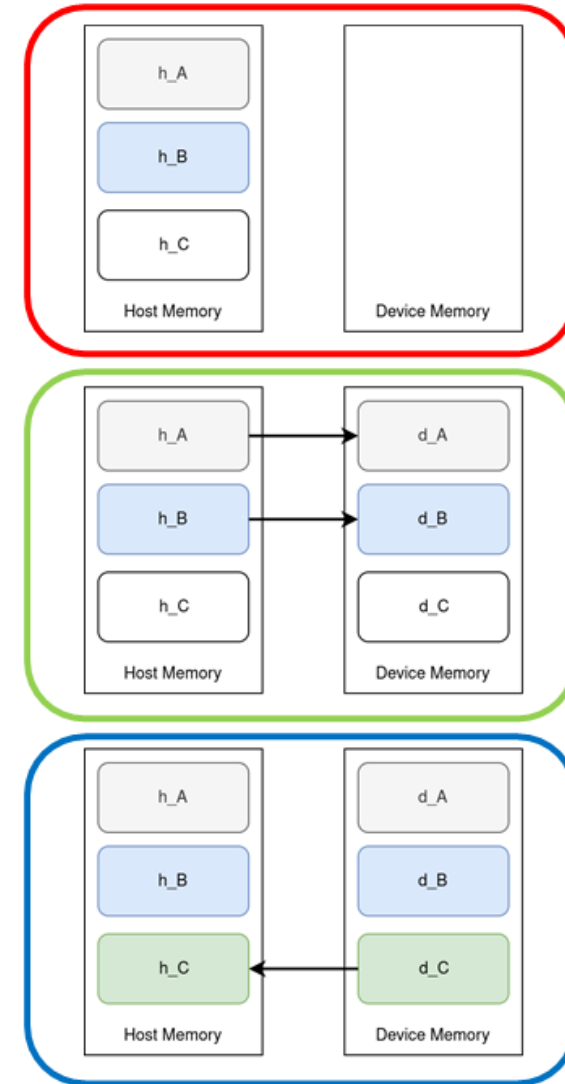 h_A
h_B
h_C
Host Memory Device Memory
h_A d_A
h_B d_B
h_C d_C
Host Memory Device Memory
h_A d_A
h_B d_B
h_C d_C
Host Memory Device Memory